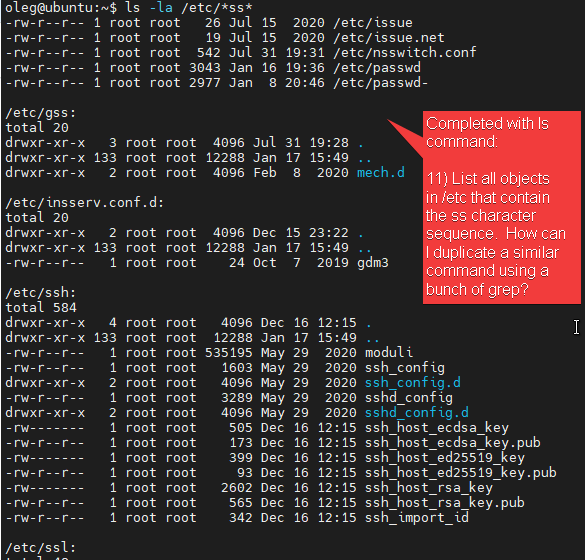 oleg@ubuntu:~$ ls -la /etc/*ss*
-rw-r--r-- 1 root root   26 Jul 15  2020 /etc/issue
-rw-r--r-- 1 root root   19 Jul 15  2020 /etc/issue.net
-rw-r--r-- 1 root root  542 Jul 31 19:31 /etc/nsswitch.conf
-rw-r--r-- 1 root root 3043 Jan 16 19:36 /etc/passwd
-rw-r--r-- 1 root root 2977 Jan  8 20:46 /etc/passwd-
/etc/gss:
total 20
drwxr-xr-x   3 root root  4096 Jul 31 19:28 .
drwxr-xr-x 133 root root 12288 Jan 17 15:49 ..
drwxr-xr-x   2 root root  4096 Feb  8  2020 mech.d
/etc/insserv.conf.d:
total 20
drwxr-xr-x   2 root root  4096 Dec 15 23:22 .
drwxr-xr-x 133 root root 12288 Jan 17 15:49 ..
-rw-r--r--   1 root root    24 Oct  7  2019 gdm3
/etc/ssh:
total 584
drwxr-xr-x   4 root root   4096 Dec 16 12:15 .
drwxr-xr-x 133 root root  12288 Jan 17 15:49 ..
-rw-r--r--   1 root root 535195 May 29  2020 moduli
-rw-r--r--   1 root root   1603 May 29  2020 ssh_config
drwxr-xr-x   2 root root   4096 May 29  2020 ssh_config.d
-rw-r--r--   1 root root   3289 May 29  2020 sshd_config
drwxr-xr-x   2 root root   4096 May 29  2020 sshd_config.d
-rw-------   1 root root    505 Dec 16 12:15 ssh_host_ecdsa_key
-rw-r--r--   1 root root    173 Dec 16 12:15 ssh_host_ecdsa_key.pub
-rw-------   1 root root    399 Dec 16 12:15 ssh_host_ed25519_key
-rw-r--r--   1 root root     93 Dec 16 12:15 ssh_host_ed25519_key.pub
-rw-------   1 root root   2602 Dec 16 12:15 ssh_host_rsa_key
-rw-r--r--   1 root root    565 Dec 16 12:15 ssh_host_rsa_key.pub
-rw-r--r--   1 root root    342 Dec 16 12:15 ssh_import_id
/etc/ssl:
Completed with ls
command:
11) List all objects
in /etc that contain
the ss character
sequence.  How can
I duplicate a similar
command using a
bunch of grep?